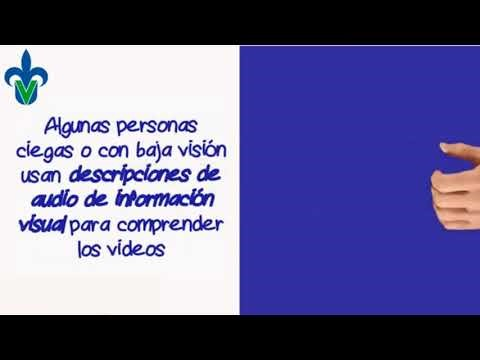 Algunas personas
ciegas o con baja visión
usan descripciones de
audio de información
visual para comprender
los videos